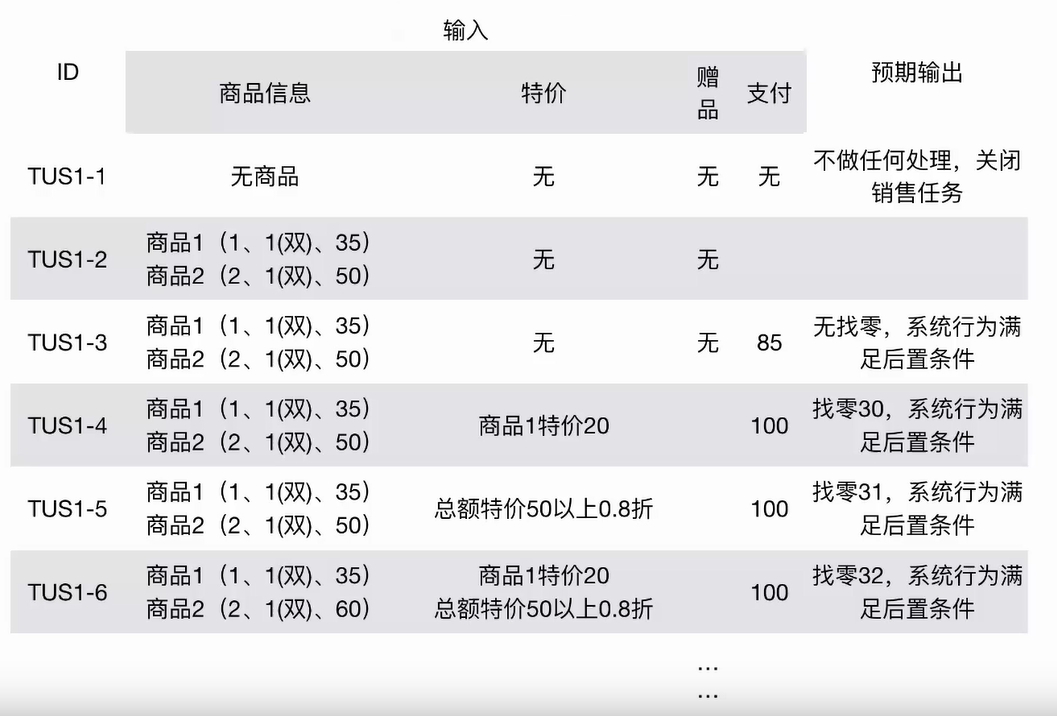 输入
ID 商品信息 特价 赠品 支付 预期输出
TUS1-1 无商品 无 无 无 不做任何处理，关闭
销售任务
TUS1-2 商品1（1、1(双)、35） 无 无
商品2（2、1(双)、50）
TUS1-3 商品1（1、1(双)、35） 无 无 85 无找零，系统行为满
商品2（2、1(双)、50） 足后置条件
TUS1-4 商品1（1、1(双)、35） 商品1特价20 100 找零30，系统行为满
商品2（2、1(双)、50） 足后置条件
TUS1-5 商品1（1、1(双)、35） 总额特价50以上0.8折 100 找零31，系统行为满
商品2（2、1(双)、50） 足后置条件
TUS1-6 商品1（1、1(双)、35） 商品1特价20 100 找零32，系统行为满
商品2（2、1(双)、60） 总额特价50以上0.8折 足后置条件
…
…